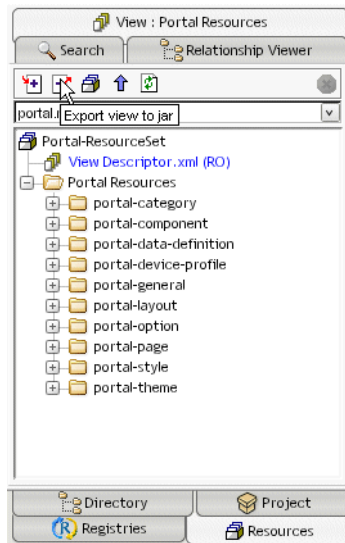 View : Portal Resources
Search
Relationship Viewer
portal.
Export view to jar
Portal-ResourceSet
View Descriptor.xml (RO)
Portal Resources
portal-category
portal-component
portal-data-definition
portal-device-profile
portal-general
portal-layout
portal-option
portal-page
portal-style
portal-theme
Directory
Project
Registries
Resources